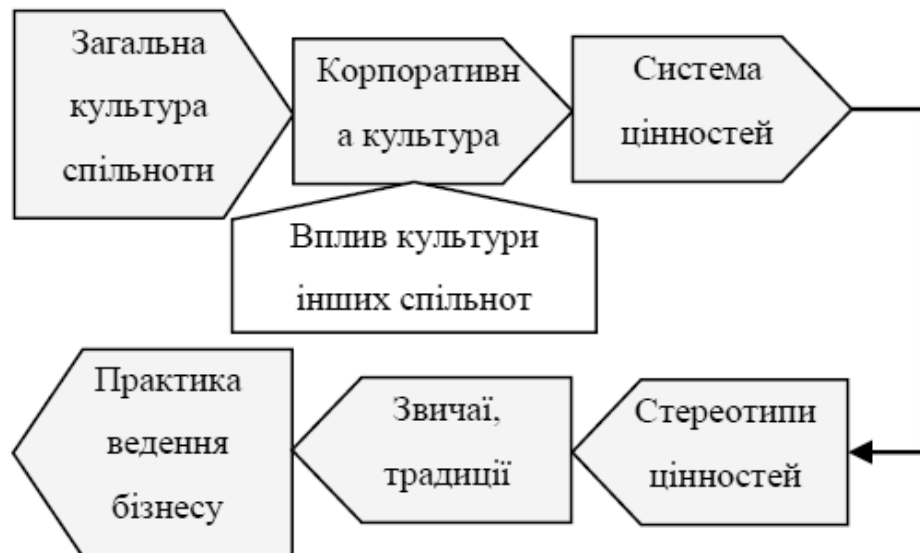 Загальна
культура
спільноти
Корпоративн
а культура
Система
цінностей
Вплив культури
інших спільнот
Практика
ведення
бізнесу
Звичаї,
традиції
Стереотипи
цінностей